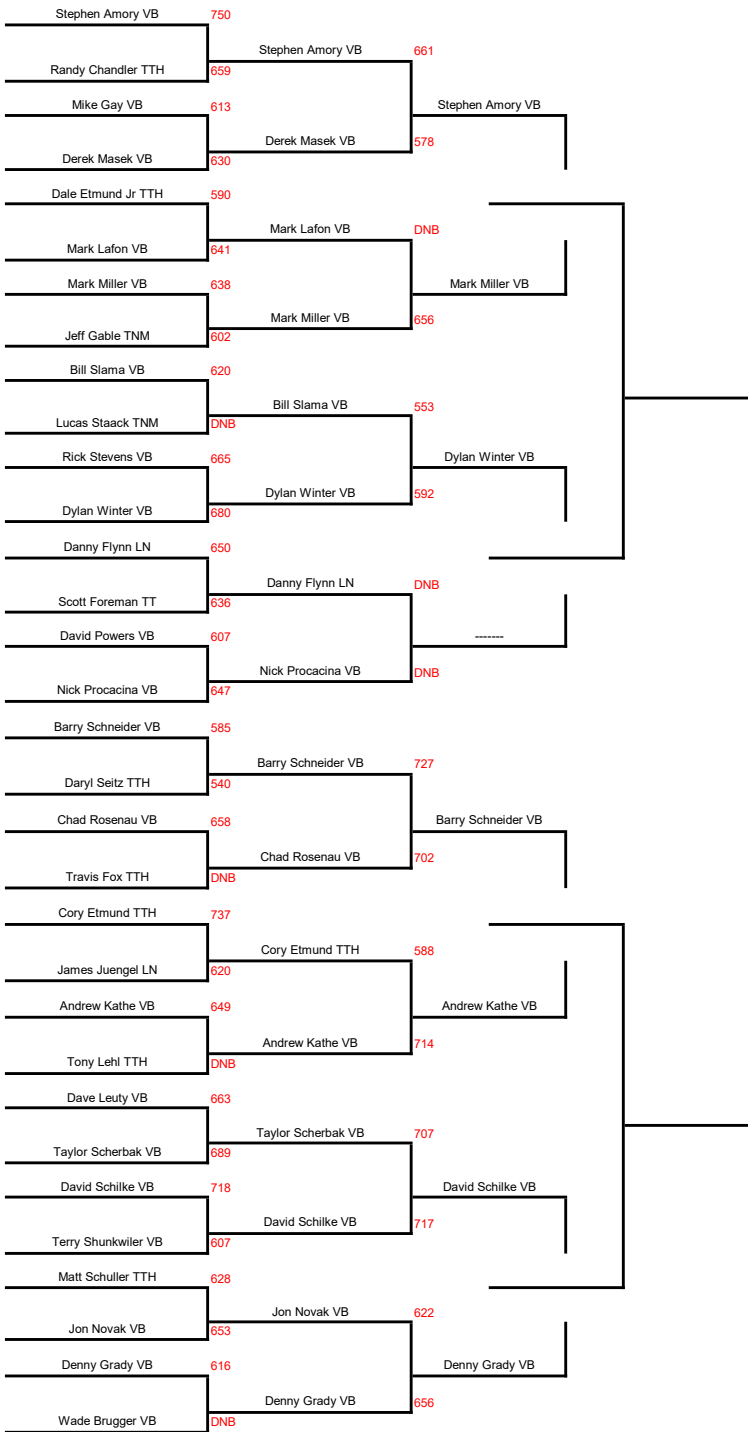 Stephen Amory VB 750
Stephen Amory VB 661
Randy Chandler TTH 659
Mike Gay VB 613
Stephen Amory VB
Derek Masek VB 578
Derek Masek VB 630
Dale Etmund Jr TTH 590
Mark Lafon VB DNB
Mark Lafon VB 641
Mark Miller VB 638
Mark Miller VB
Mark Miller VB 656
Jeff Gable TNM 602
Bill Slama VB 620
Bill Slama VB 553
Lucas Staack TNM DNB
Rick Stevens VB 665
Dylan Winter VB
Dylan Winter VB 592
Dylan Winter VB 680
Danny Flynn LN 650
Danny Flynn LN DNB
Scott Foreman TT 636
David Powers VB 607
-------
Nick Procacina VB DNB
Nick Procacina VB 647
Barry Schneider VB 585
Barry Schneider VB 727
Daryl Seitz TTH 540
Chad Rosenau VB 658
Barry Schneider VB
Chad Rosenau VB 702
Travis Fox TTH DNB
Cory Etmund TTH 737
Cory Etmund TTH 588
James Juengel LN 620
Andrew Kathe VB 649
Andrew Kathe VB
Andrew Kathe VB 714
Tony Lehl TTH DNB
Dave Leuty VB 663
Taylor Scherbak VB 707
Taylor Scherbak VB 689
David Schilke VB 718
David Schilke VB
David Schilke VB 717
Terry Shunkwiler VB 607
Matt Schuller TTH 628
Jon Novak VB 622
Jon Novak VB 653
Denny Grady VB 616
Denny Grady VB
Denny Grady VB 656
Wade Brugger VB DNB